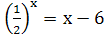 (1/2)^x = x − 6